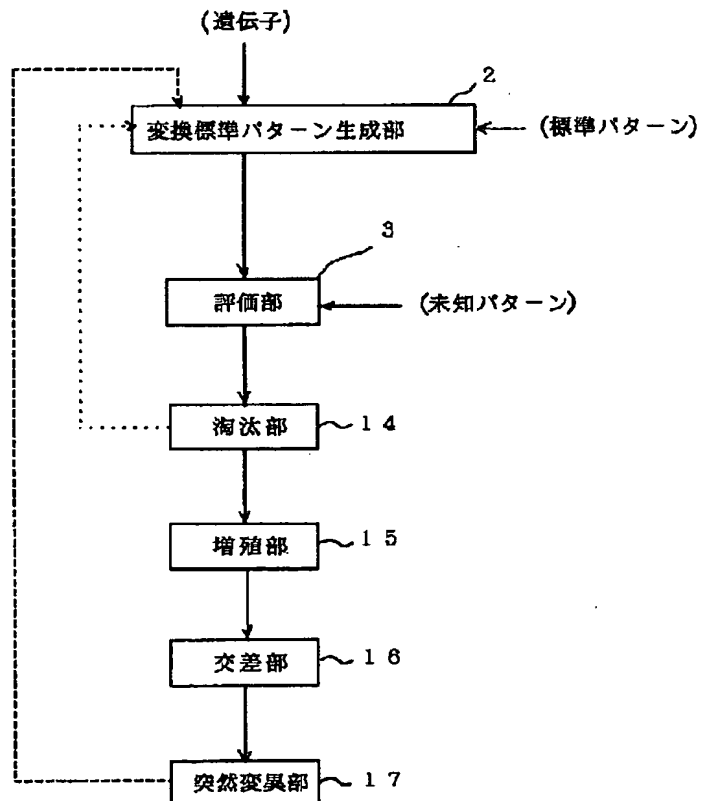 (遺伝子)
2
変換標準パターン生成部
(標準パターン)
3
評価部
(未知パターン)
淘汰部
14
増殖部
15
交差部
16
突然変異部
17